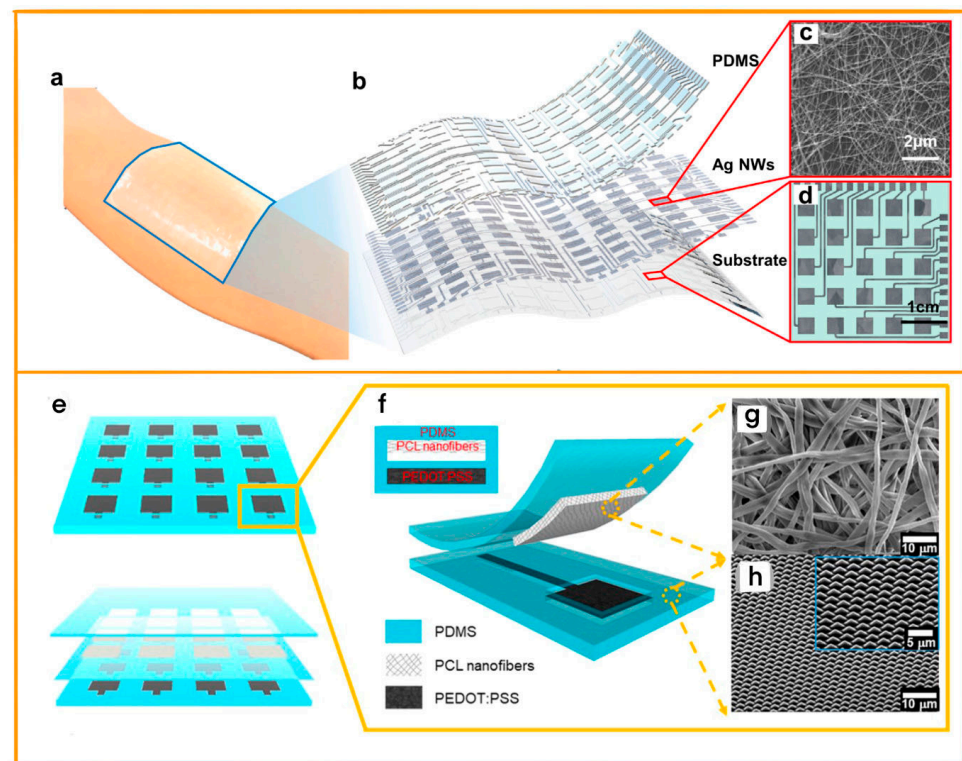 a
b
PDMS
Ag NWs
Substrate
c
2μm
d
1cm
e
f
PDMS
PCL nanofibers
PEDOT:PSS
PDMS
PCL nanofibers
PEDOT:PSS
g
10 μm
h
5 μm
10 μm